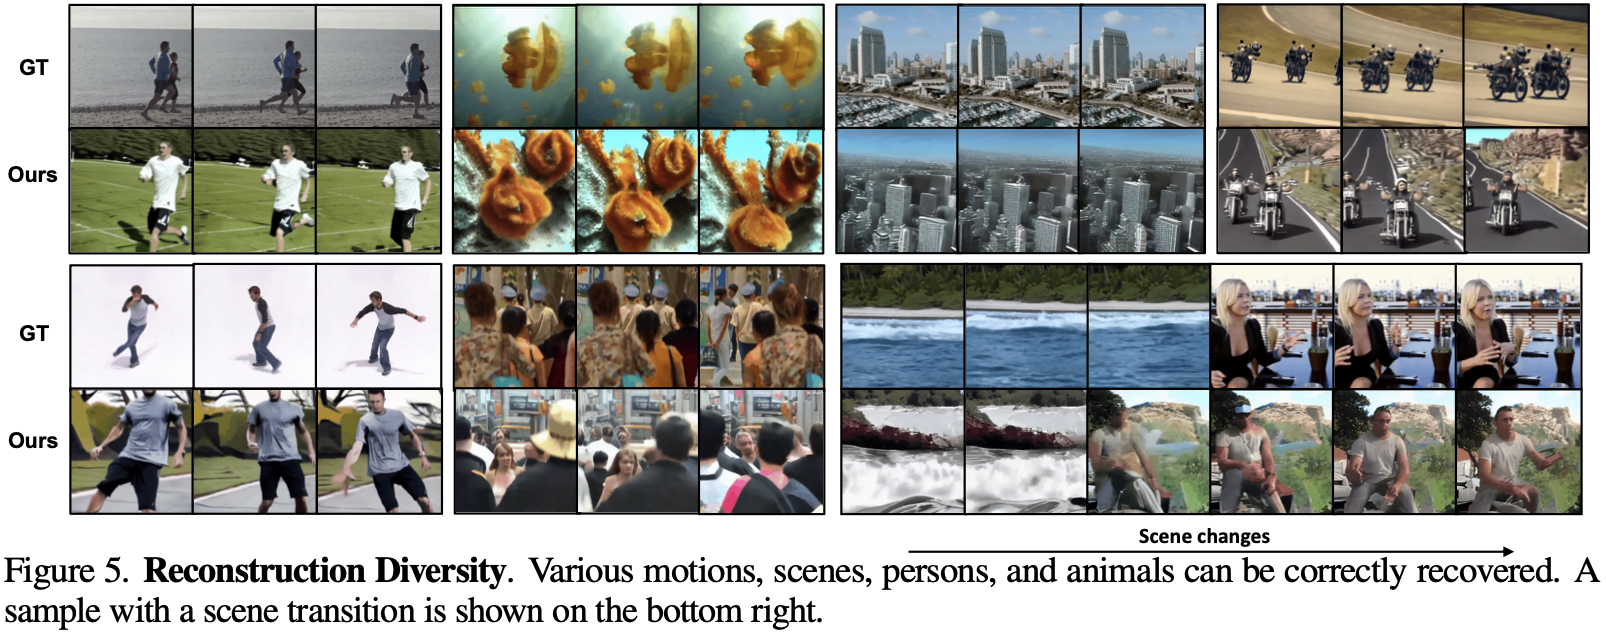 GT
Ours
GT
Ours
Scene changes
Figure 5. Reconstruction Diversity. Various motions, scenes, persons, and animals can be correctly recovered. A
sample with a scene transition is shown on the bottom right.